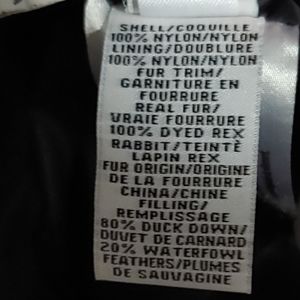 SHELL/COQUILLE
100% NYLON/NYLON
LINING/DOUBLURE
100% NYLON/NYLON
FUR TRIM/
GARNITURE EN
FOURRURE
REAL FUR/
VRAIE FOURRURE
100% DYED REX
RABBIT/TEINTÉ
LAPIN REX
FUR ORIGIN/ORIGINE
DE LA FOURRURE
CHINA/CHINE
FILLING/
REMPLISSAGE
80% DUCK DOWN/
DUVET DE CARNARD
20% WATERFOWL
FEATHERS/PLUMES
DE SAUVAGINE